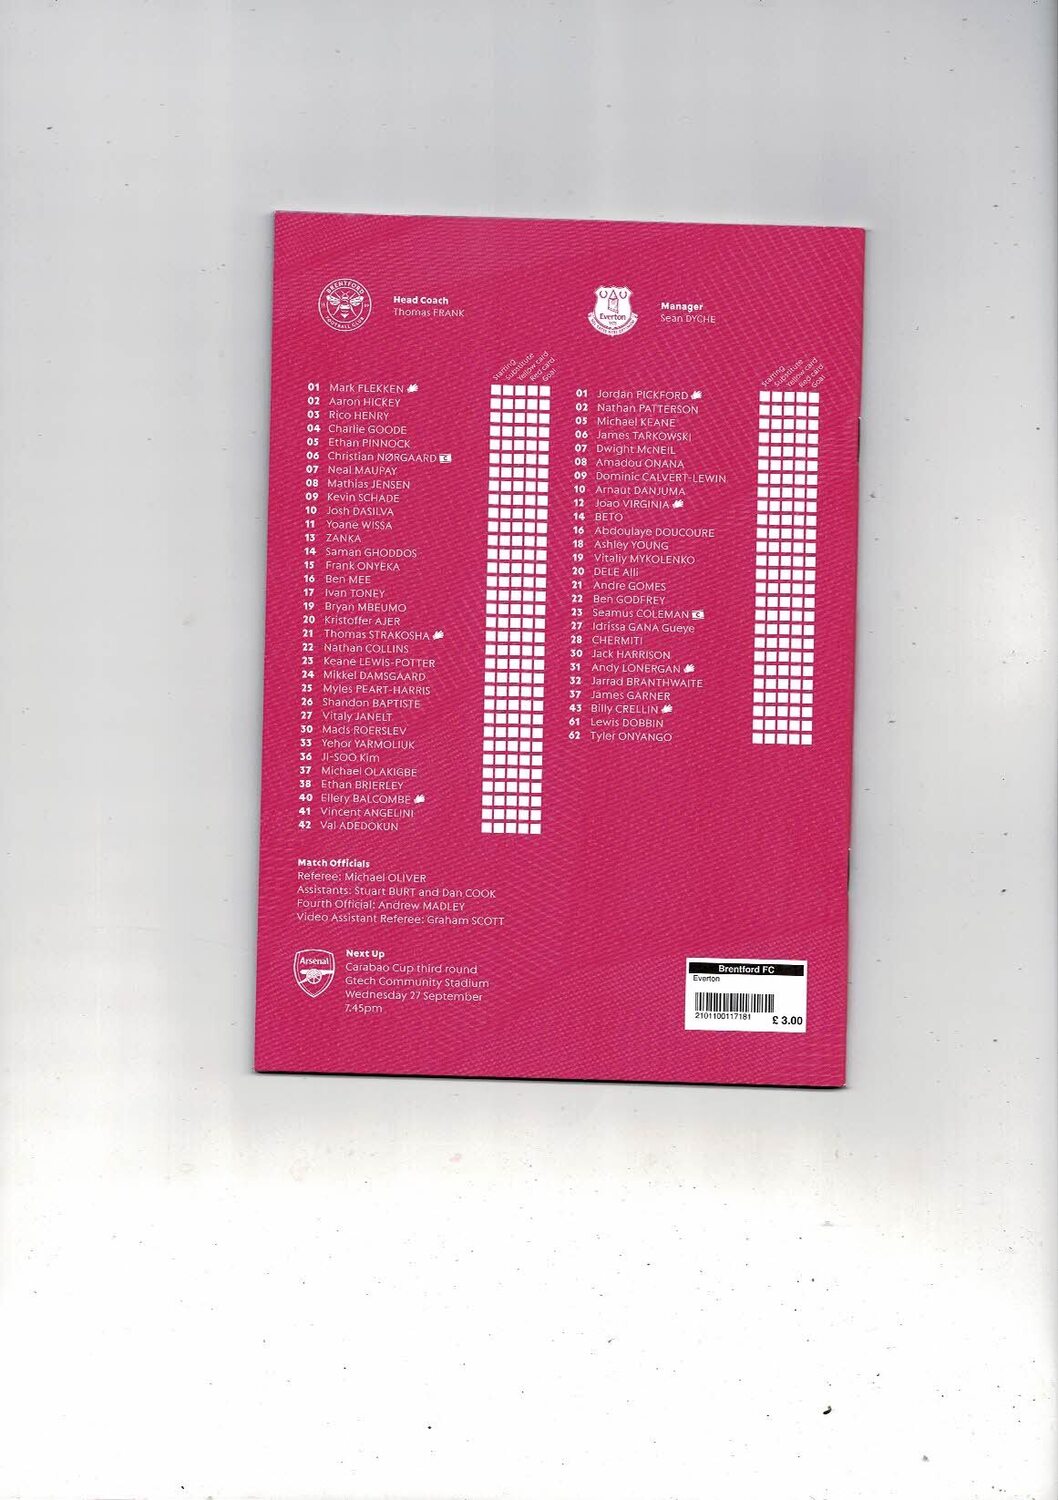 BRENTFORD
FOOTBALL CLUB
Head Coach
Thomas FRANK
Starting
Substitute
Yellow card
Red card
Goal
01 Mark FLEKKEN
02 Aaron HICKEY
03 Rico HENRY
04 Charlie GOODE
05 Ethan PINNOCK
06 Christian NØRGAARD C
07 Neal MAUPAY
08 Mathias JENSEN
09 Kevin SCHADE
10 Josh DASILVA
11 Yoane WISSA
13 ZANKA
14 Saman GHODDOS
15 Frank ONYEKA
16 Ben MEE
17 Ivan TONEY
19 Bryan MBEUMO
20 Kristoffer AJER
21 Thomas STRAKOSHA
22 Nathan COLLINS
23 Keane LEWIS-POTTER
24 Mikkel DAMSGAARD
25 Myles PEART-HARRIS
26 Shandon BAPTISTE
27 Vitaly JANELT
30 Mads ROERSLEV
33 Yehor YARMOLIUK
36 JI-SOO Kim
37 Michael OLAKIGBE
38 Ethan BRIERLEY
40 Ellery BALCOMBE
41 Vincent ANGELINI
42 Val ADEDOKUN
Everton
Manager
Sean DYCHE
Starting
Substitute
Yellow card
Red card
Goal
01 Jordan PICKFORD
02 Nathan PATTERSON
05 Michael KEANE
06 James TARKOWSKI
07 Dwight McNEIL
08 Amadou ONANA
09 Dominic CALVERT-LEWIN
10 Arnaut DANJUMA
12 Joao VIRGINIA
14 BETO
16 Abdoulaye DOUCOURE
18 Ashley YOUNG
19 Vitaliy MYKOLENKO
20 DELE Alli
21 Andre GOMES
22 Ben GODFREY
23 Seamus COLEMAN C
27 Idrissa GANA Gueye
28 CHERMITI
30 Jack HARRISON
31 Andy LONERGAN
32 Jarrad BRANTHWAITE
37 James GARNER
43 Billy CRELLIN
61 Lewis DOBBIN
62 Tyler ONYANGO
Match Officials
Referee: Michael OLIVER
Assistants: Stuart BURT and Dan COOK
Fourth Official: Andrew MADLEY
Video Assistant Referee: Graham SCOTT
Arsenal
Next Up
Carabao Cup third round
Gtech Community Stadium
Wednesday 27 September
7.45pm
Brentford FC
Everton
2101100117181
£ 3.00